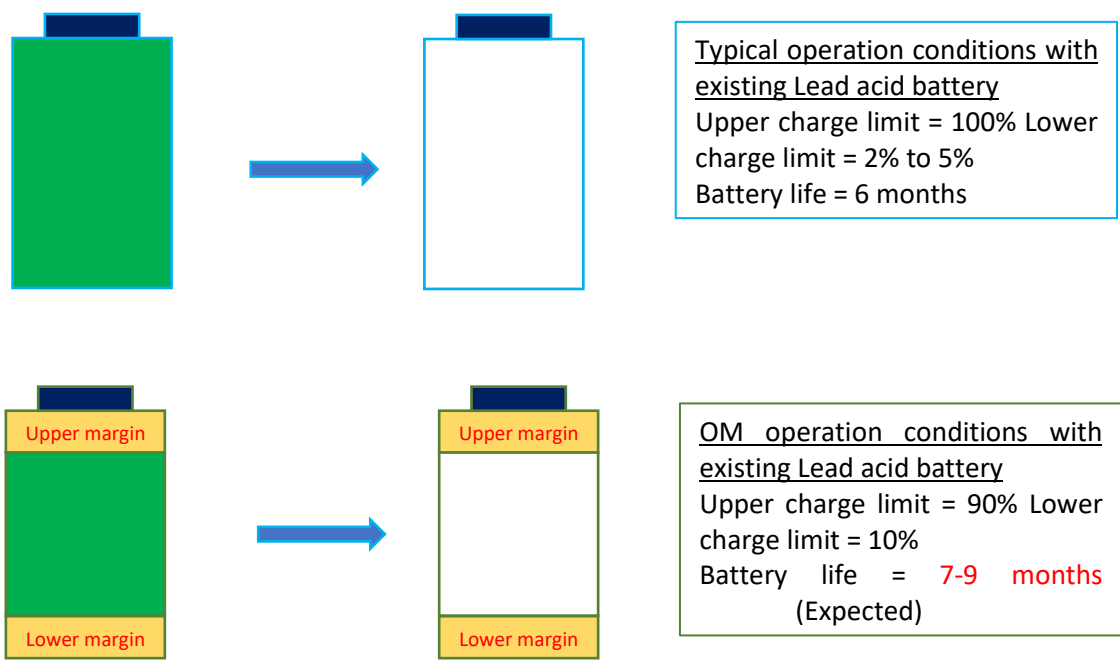 Typical operation conditions with
existing Lead acid battery
Upper charge limit = 100% Lower
charge limit = 2% to 5%
Battery life = 6 months
Upper margin
Upper margin
Lower margin
Lower margin
OM operation conditions with
existing Lead acid battery
Upper charge limit = 90% Lower
charge limit = 10%
Battery life = 7-9 months
(Expected)